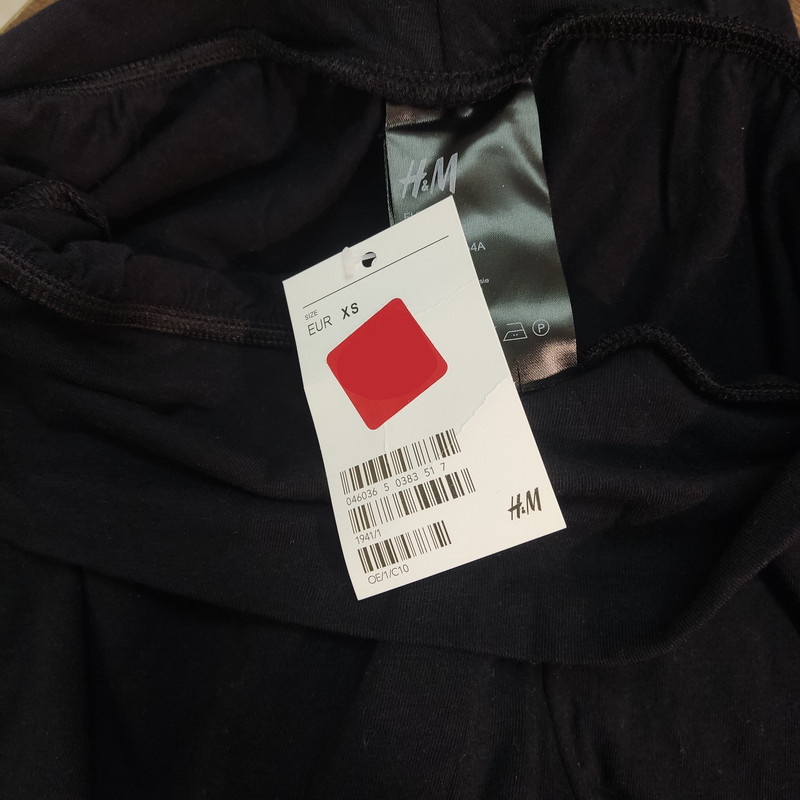 H&M
4A
SIZE
EUR XS
P
046036 5 0383 51 7
1941/1
H&M
OE/1/C10